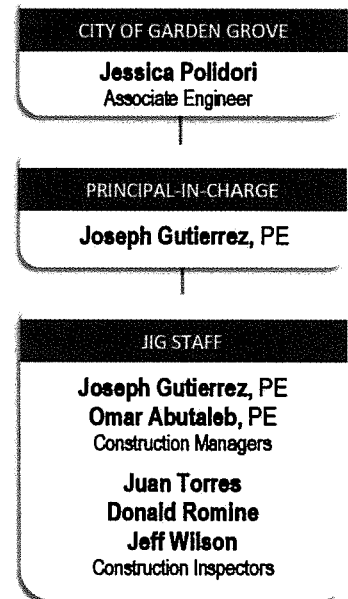 CITY OF GARDEN GROVE
Jessica Polidori
Associate Engineer
PRINCIPAL-IN-CHARGE
Joseph Gutierrez, PE
JIG STAFF
Joseph Gutierrez, PE
Omar Abutaleb, PE
Construction Managers
Juan Torres
Donald Romine
Jeff Wilson
Construction Inspectors